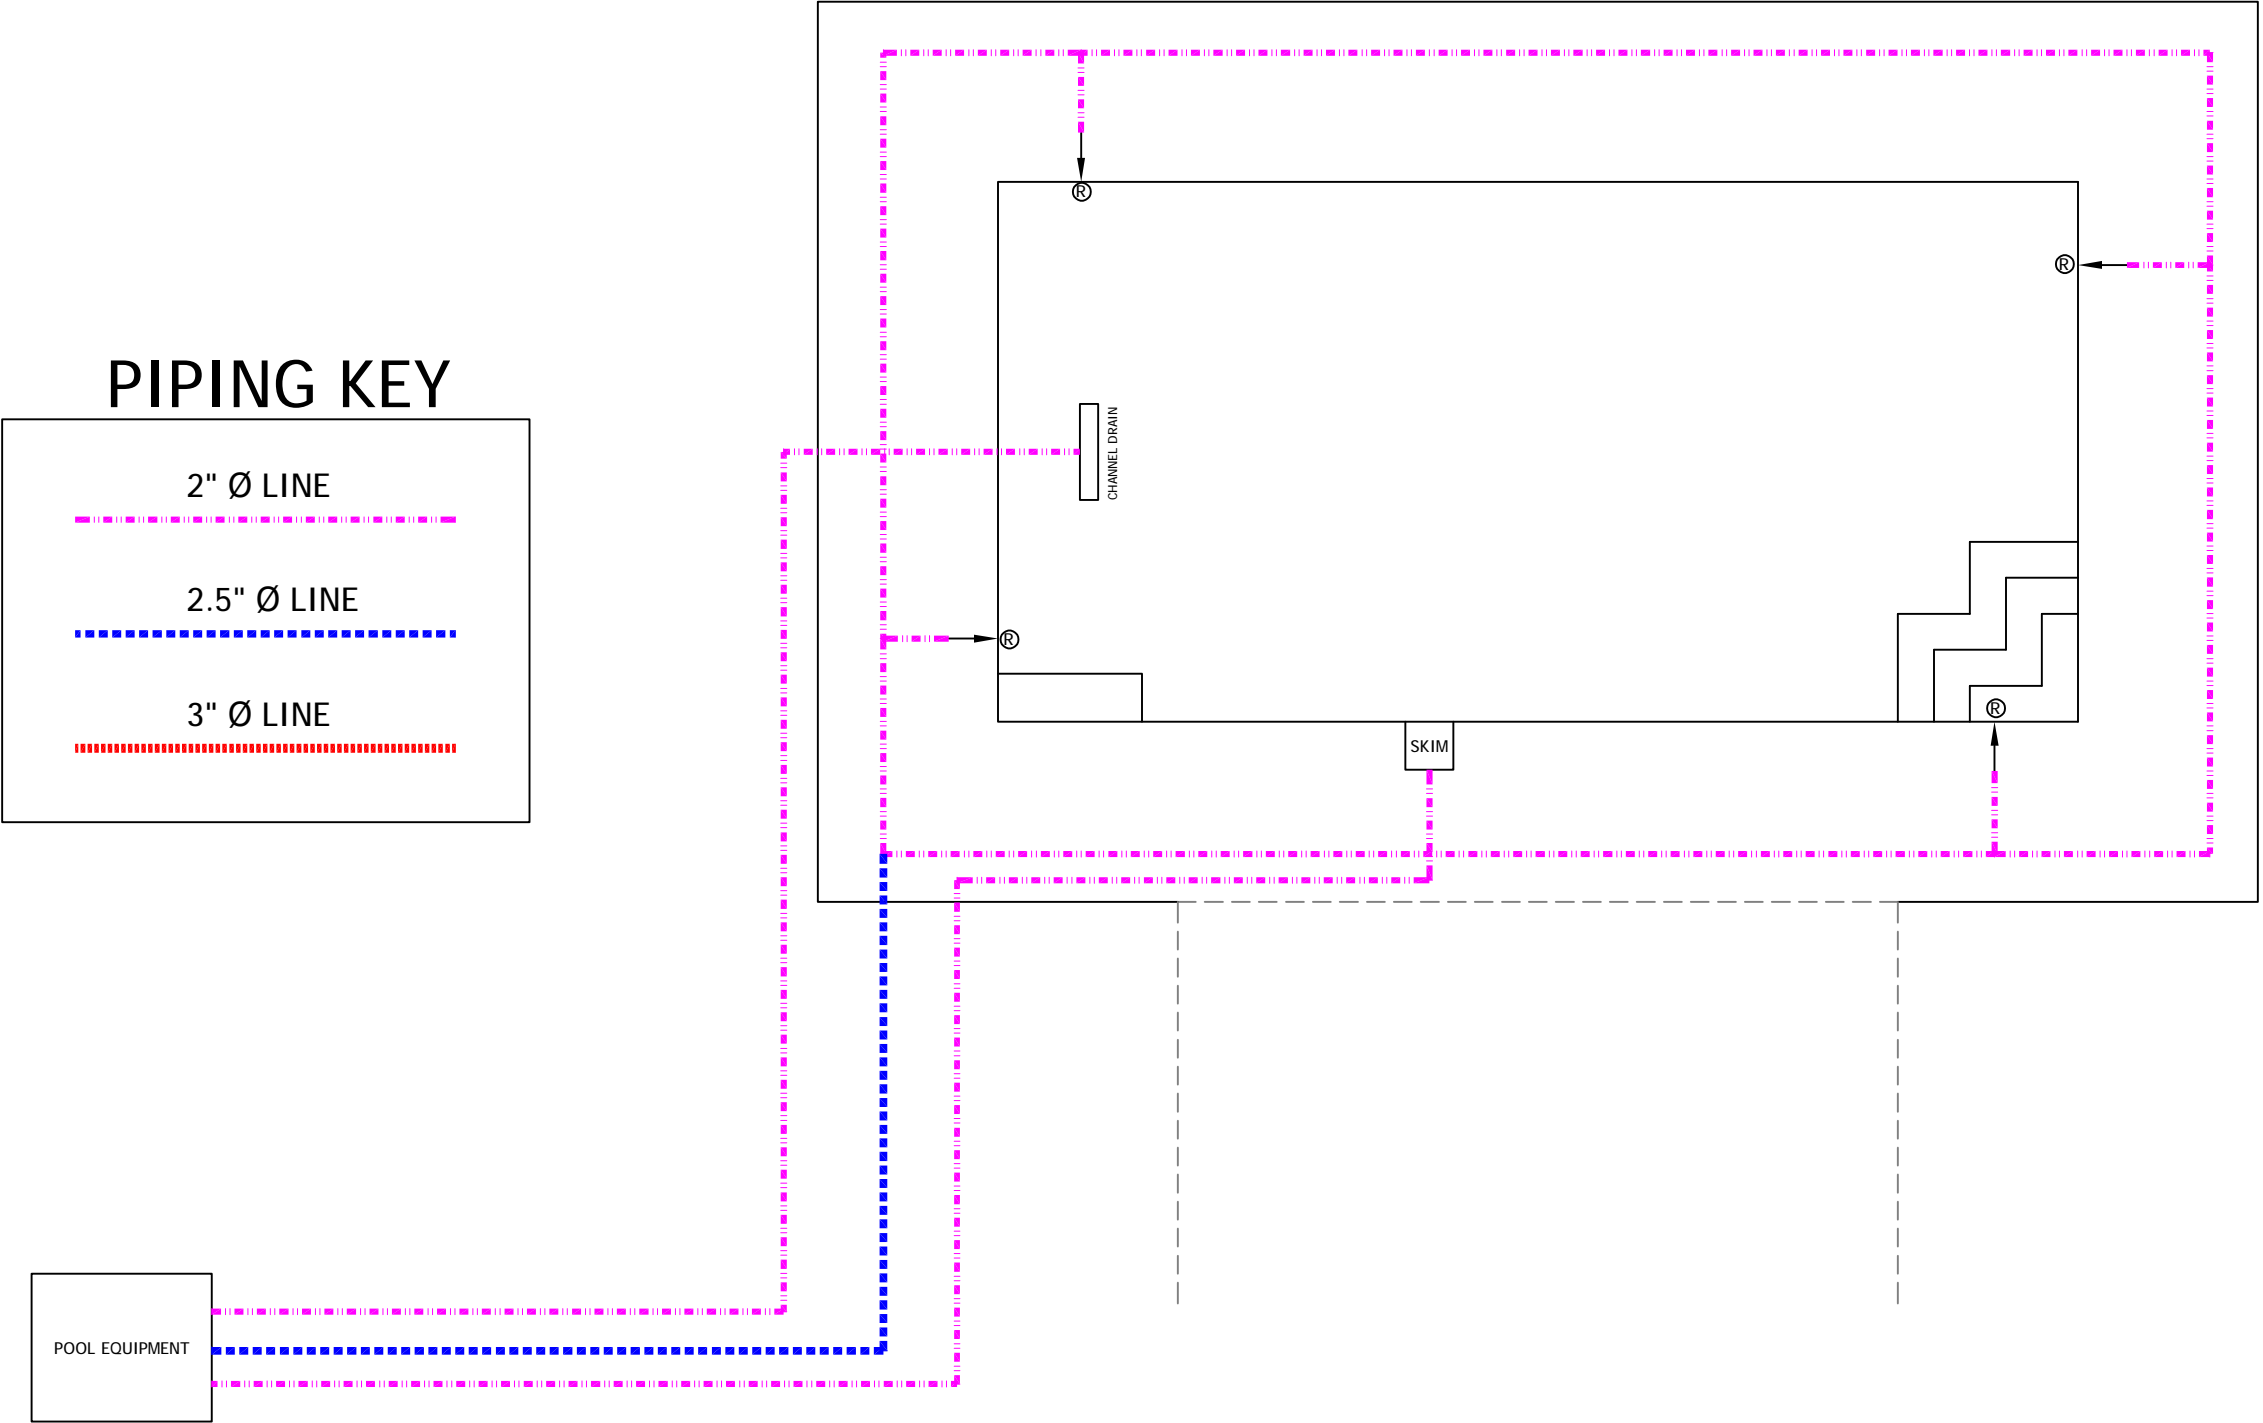 ®
®
PIPING KEY
CHANNEL DRAIN
2" Ø LINE
2.5" Ø LINE
®
3" Ø LINE
®
SKIM
POOL EQUIPMENT